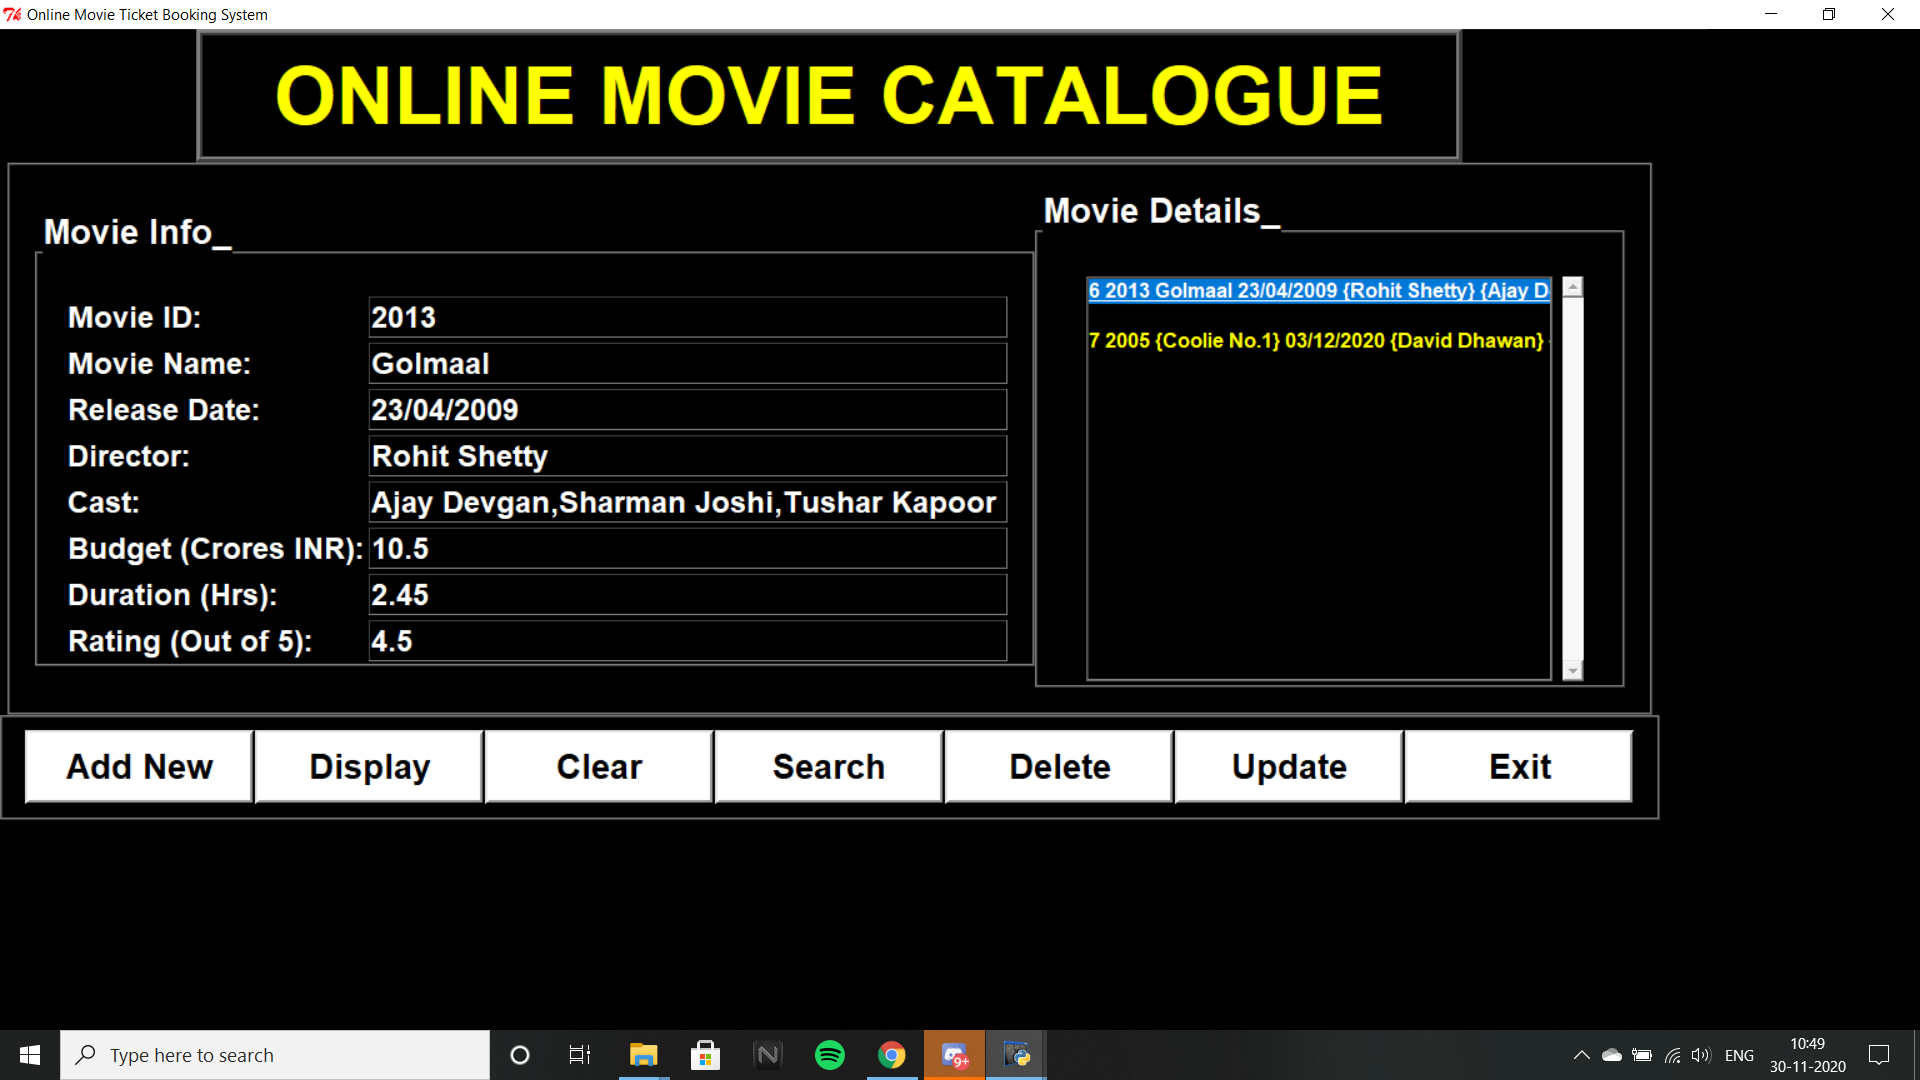 Online Movie Ticket Booking System
ONLINE MOVIE CATALOGUE
Movie Info_
Movie ID: 2013
Movie Name: Golmaal
Release Date: 23/04/2009
Director: Rohit Shetty
Cast: Ajay Devgan,Sharman Joshi,Tushar Kapoor
Budget (Crores INR): 10.5
Duration (Hrs): 2.45
Rating (Out of 5): 4.5
Movie Details_
6 2013 Golmaal 23/04/2009 {Rohit Shetty} {Ajay D
7 2005 {Coolie No.1} 03/12/2020 {David Dhawan}
Add New Display Clear Search Delete Update Exit
Type here to search
9+
ENG
10:49
30-11-2020